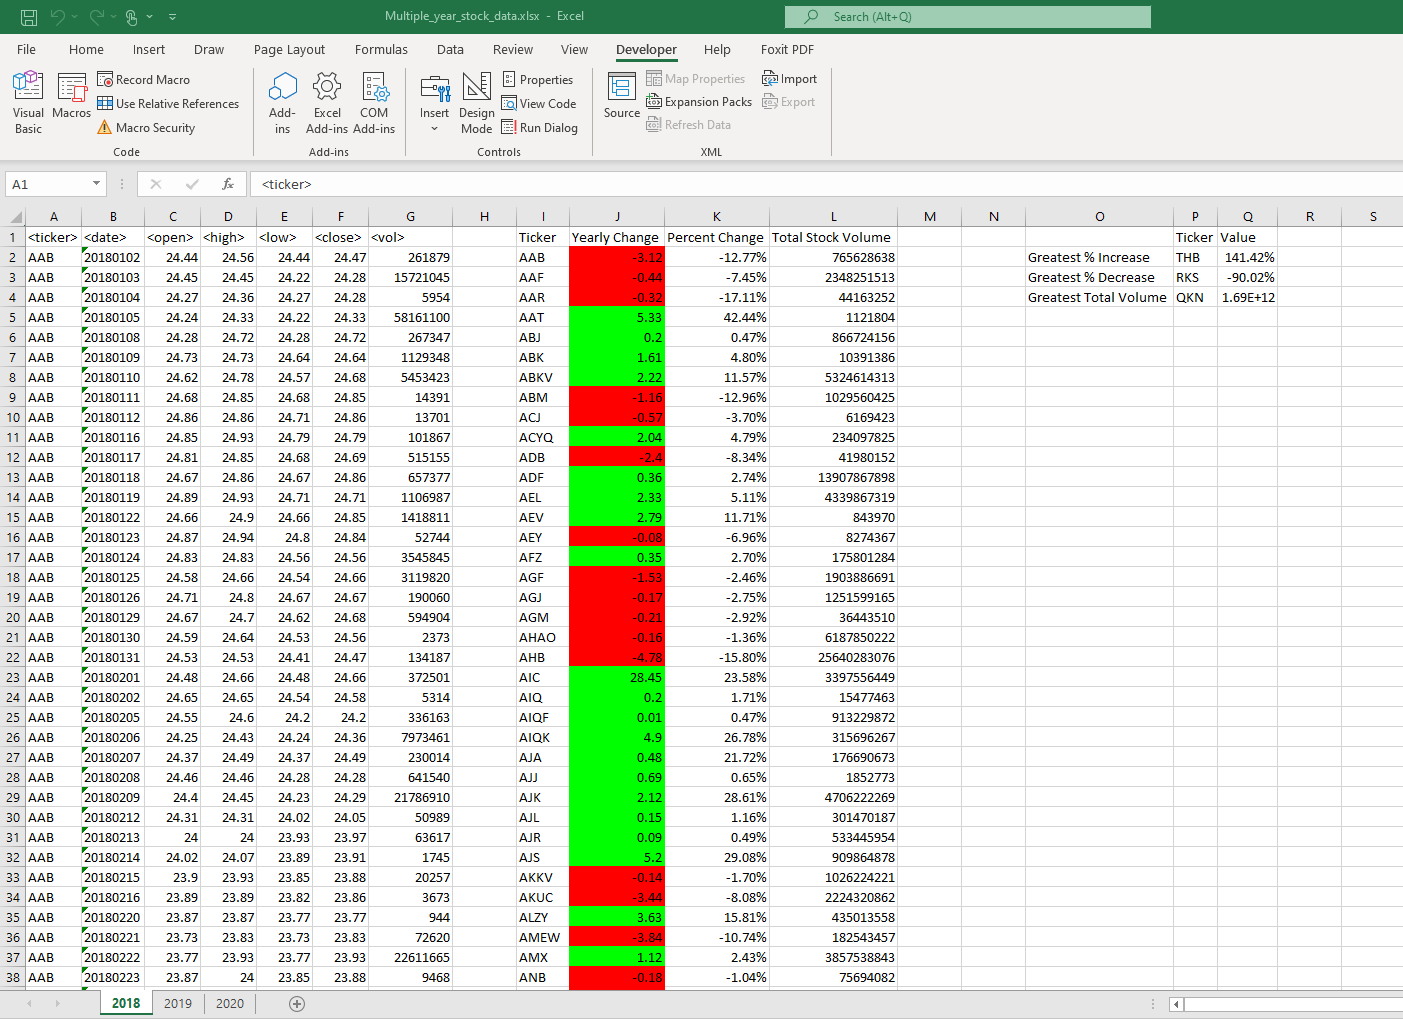 Multiple_year_stock_data.xlsx - Excel
Search (Alt+Q)
File Home Insert Draw Page Layout Formulas Data Review View Developer Help Foxit PDF
Visual Basic
Macros
Record Macro
Use Relative References
Macro Security
Code
Add-ins
Excel Add-ins
COM Add-ins
Add-ins
Insert
Design Mode
Properties
View Code
Run Dialog
Controls
Source
Map Properties
Expansion Packs
Refresh Data
Import
Export
XML
A1 fx <ticker>
A B C D E F G H I J K L M N O P Q R S
1 <ticker> <date> <open> <high> <low> <close> <vol> Ticker Yearly Change Percent Change Total Stock Volume Ticker Value
2 AAB 20180102 24.44 24.56 24.44 24.47 261879 AAB -3.12 -12.77% 765628638 Greatest % Increase THB 141.42%
3 AAB 20180103 24.45 24.45 24.22 24.28 15721045 AAF -0.44 -7.45% 2348251513 Greatest % Decrease RKS -90.02%
4 AAB 20180104 24.27 24.36 24.27 24.28 5954 AAR -0.32 -17.11% 44163252 Greatest Total Volume QKN 1.69E+12
5 AAB 20180105 24.24 24.33 24.22 24.33 58161100 AAT 5.33 42.44% 1121804
6 AAB 20180108 24.28 24.72 24.28 24.72 267347 ABJ 0.2 0.47% 866724156
7 AAB 20180109 24.73 24.73 24.64 24.64 1129348 ABK 1.61 4.80% 10391386
8 AAB 20180110 24.62 24.78 24.57 24.68 5453423 ABKV 2.22 11.57% 5324614313
9 AAB 20180111 24.68 24.85 24.68 24.85 14391 ABM -1.16 -12.96% 1029560425
10 AAB 20180112 24.86 24.86 24.71 24.86 13701 ACJ -0.57 -3.70% 6169423
11 AAB 20180116 24.85 24.93 24.79 24.79 101867 ACYQ 2.04 4.79% 234097825
12 AAB 20180117 24.81 24.85 24.68 24.69 515155 ADB -2.4 -8.34% 41980152
13 AAB 20180118 24.67 24.86 24.67 24.86 657377 ADF 0.36 2.74% 13907867898
14 AAB 20180119 24.89 24.93 24.71 24.71 1106987 AEL 2.33 5.11% 4339867319
15 AAB 20180122 24.66 24.9 24.66 24.85 1418811 AEV 2.79 11.71% 843970
16 AAB 20180123 24.87 24.94 24.8 24.84 52744 AEY -0.08 -6.96% 8274367
17 AAB 20180124 24.83 24.83 24.56 24.56 3545845 AFZ 0.35 2.70% 175801284
18 AAB 20180125 24.58 24.66 24.54 24.66 3119820 AGF -1.53 -2.46% 1903886691
19 AAB 20180126 24.71 24.8 24.67 24.67 190060 AGJ -0.17 -2.75% 1251599165
20 AAB 20180129 24.67 24.7 24.62 24.68 594904 AGM -0.21 -2.92% 36443510
21 AAB 20180130 24.59 24.64 24.53 24.56 2373 AHAO -0.16 -1.36% 6187850222
22 AAB 20180131 24.53 24.53 24.41 24.47 134187 AHB -4.78 -15.80% 25640283076
23 AAB 20180201 24.48 24.66 24.48 24.66 372501 AIC 28.45 23.58% 3397556449
24 AAB 20180202 24.65 24.65 24.54 24.58 5314 AIQ 0.2 1.71% 15477463
25 AAB 20180205 24.55 24.6 24.2 24.2 336163 AIQF 0.01 0.47% 913229872
26 AAB 20180206 24.25 24.43 24.24 24.36 7973461 AIQK 4.9 26.78% 315696267
27 AAB 20180207 24.37 24.49 24.37 24.49 230014 AJA 0.48 21.72% 176690673
28 AAB 20180208 24.46 24.46 24.28 24.28 641540 AJJ 0.69 0.65% 1852773
29 AAB 20180209 24.4 24.45 24.23 24.29 21786910 AJK 2.12 28.61% 4706222269
30 AAB 20180212 24.31 24.31 24.02 24.05 50989 AJL 0.15 1.16% 301470187
31 AAB 20180213 24 24 23.93 23.97 63617 AJR 0.09 0.49% 533445954
32 AAB 20180214 24.02 24.07 23.89 23.91 1745 AJS 5.2 29.08% 909864878
33 AAB 20180215 23.9 23.93 23.85 23.88 20257 AKKV -0.14 -1.70% 1026224221
34 AAB 20180216 23.89 23.89 23.82 23.86 3673 AKUC -3.44 -8.08% 2224320862
35 AAB 20180220 23.87 23.87 23.77 23.77 944 ALZY 3.63 15.81% 435013558
36 AAB 20180221 23.73 23.83 23.73 23.83 72620 AMEW -3.84 -10.74% 182543457
37 AAB 20180222 23.77 23.93 23.77 23.93 22611665 AMX 1.12 2.43% 3857538843
38 AAB 20180223 23.87 24 23.85 23.88 9468 ANB -0.18 -1.04% 75694082
2018 2019 2020